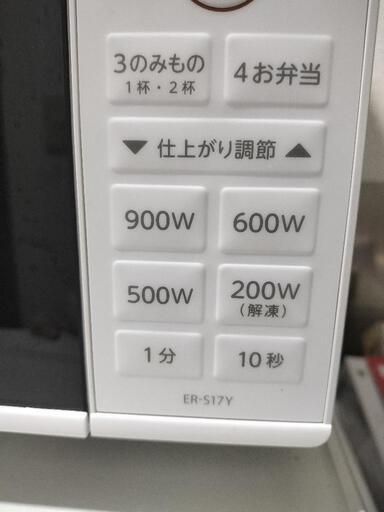 3のみもの
1杯・2杯
4お弁当
▼ 仕上がり調節 ▲
900W
600W
500W
200W
(解凍)
1分
10秒
ER-S17Y